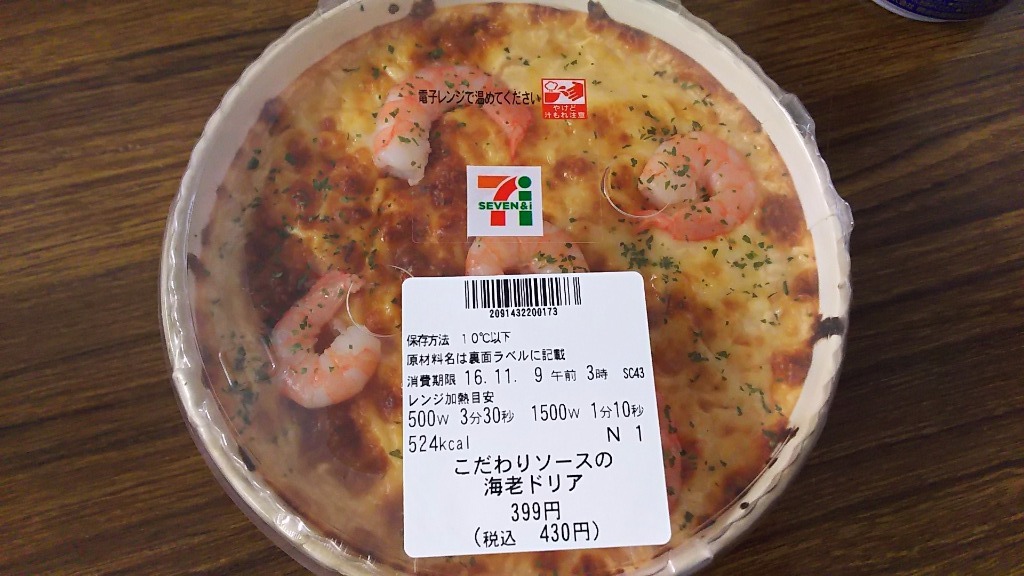 電子レンジで温めてください
やけど
汁もれ注意
7i
SEVEN&i
2091432200173
保存方法 10℃以下
原材料名は裏面ラベルに記載
消費期限 16.11. 9 午前 3時 SC43
レンジ加熱目安
500W 3分30秒 1500W 1分10秒
524kcal N 1
こだわりソースの
海老ドリア
399円
(税込 430円)